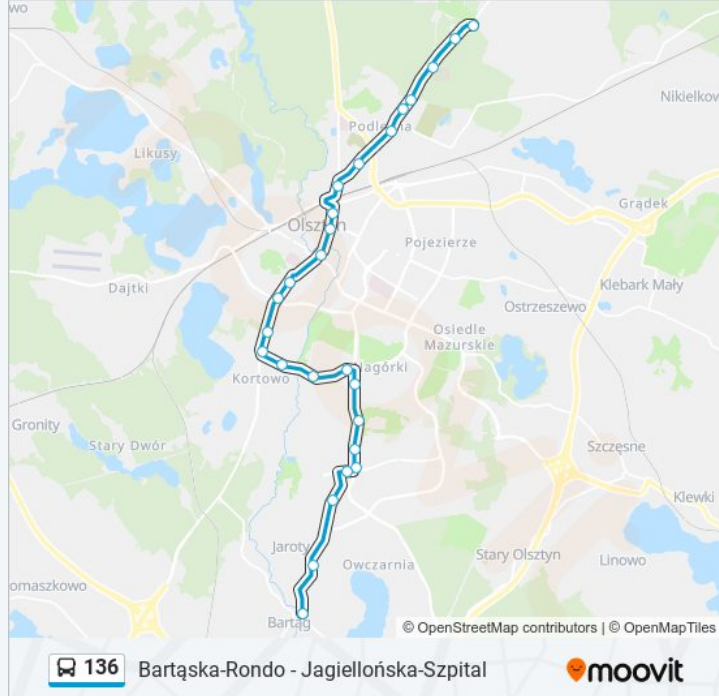 wo
Nikielkow
Podleśna
Likusy
Grądek
Olsztyn
Pojezierze
Klebark Mały
Dajtki
Ostrzeszewo
Osiedle
Mazurskie
Nagórki
Kortowo
Gronity
Stary Dwór
Szczęsne
Klewki
Jaroty
Stary Olsztyn
Linowo
Owczarnia
omaszkowo
Bartąg
© OpenStreetMap contributors | © OpenMapTiles
136 Bartąska-Rondo - Jagiellońska-Szpital moovit